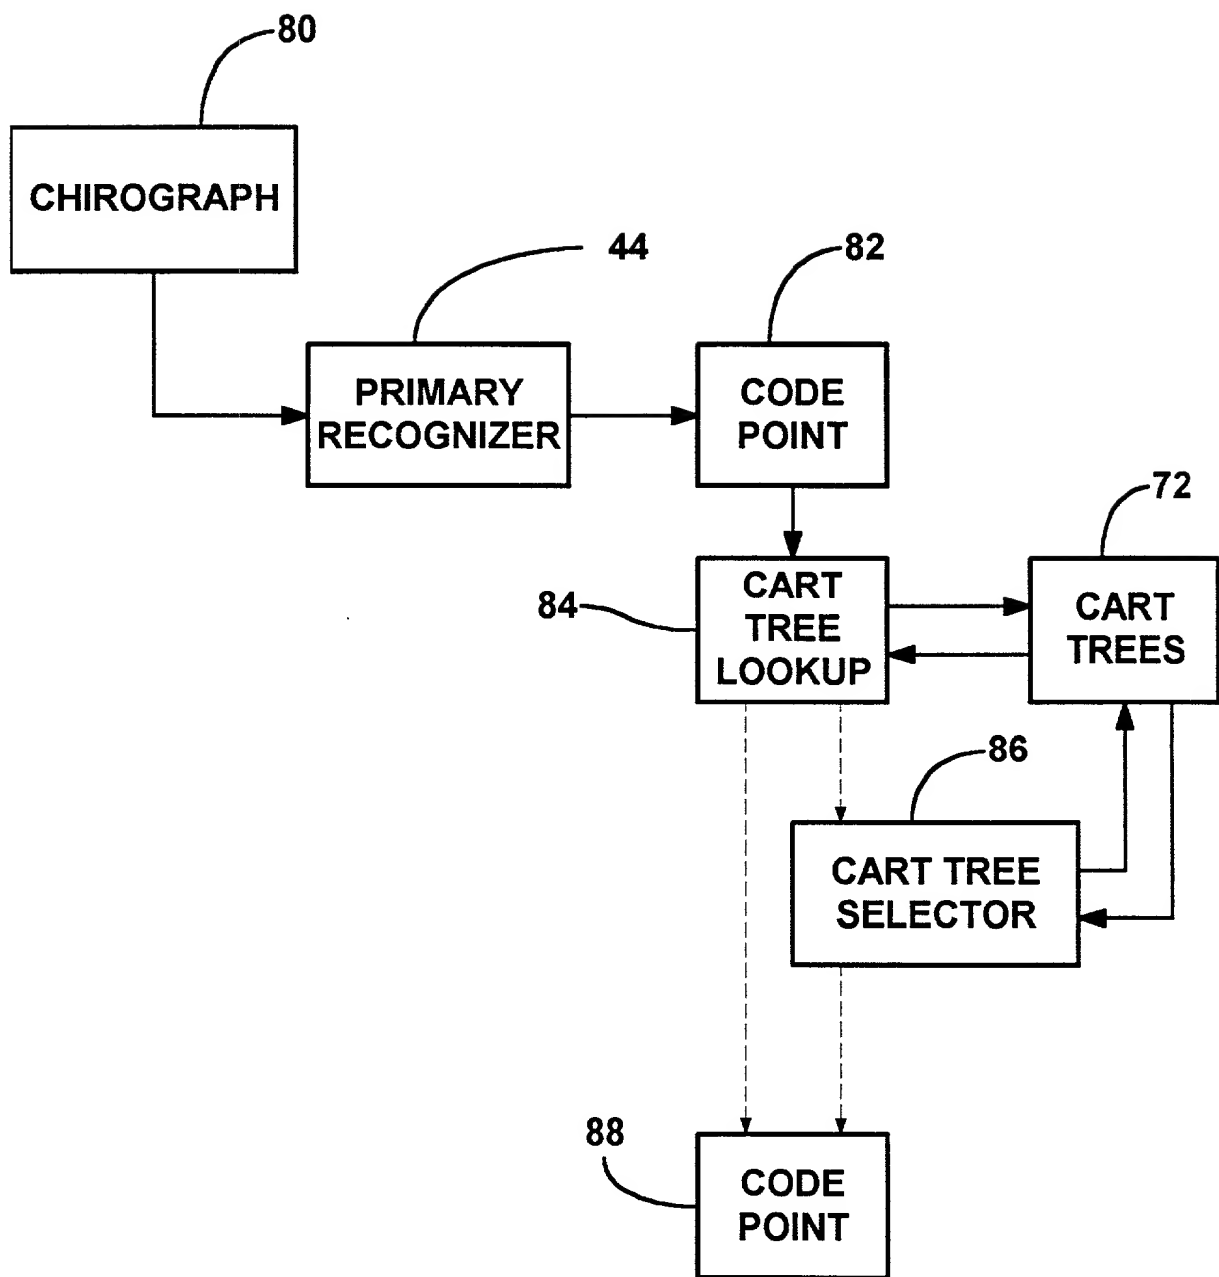 80
CHIROGRAPH
44
82
PRIMARY
RECOGNIZER
CODE
POINT
72
84
CART
TREE
LOOKUP
CART
TREES
86
CART TREE
SELECTOR
88
CODE
POINT